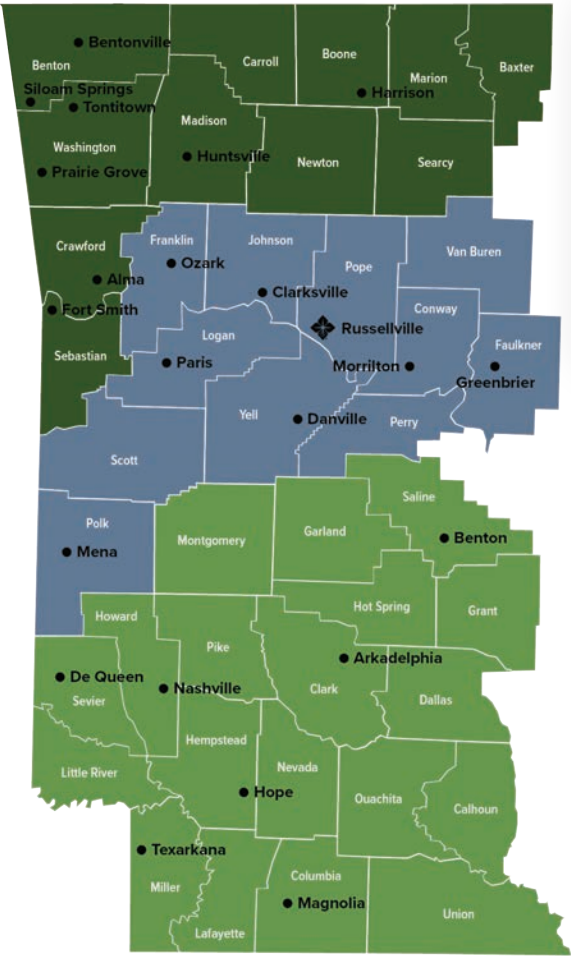 Bentonville
Benton
Carroll
Boone
Marion
Baxter
Siloam Springs
Tontitown
Harrison
Madison
Washington
Huntsville
Newton
Searcy
Prairie Grove
Crawford
Franklin
Johnson
Van Buren
Ozark
Pope
Alma
Clarksville
Conway
Fort Smith
Logan
Russellville
Faulkner
Sebastian
Paris
Morrilton
Greenbrier
Yell
Danville
Perry
Scott
Saline
Polk
Garland
Benton
Montgomery
Mena
Hot Spring
Grant
Howard
Pike
Arkadelphia
De Queen
Nashville
Clark
Sevier
Dallas
Hempstead
Nevada
Little River
Hope
Ouachita
Calhoun
Texarkana
Columbia
Miller
Magnolia
Union
Lafayette